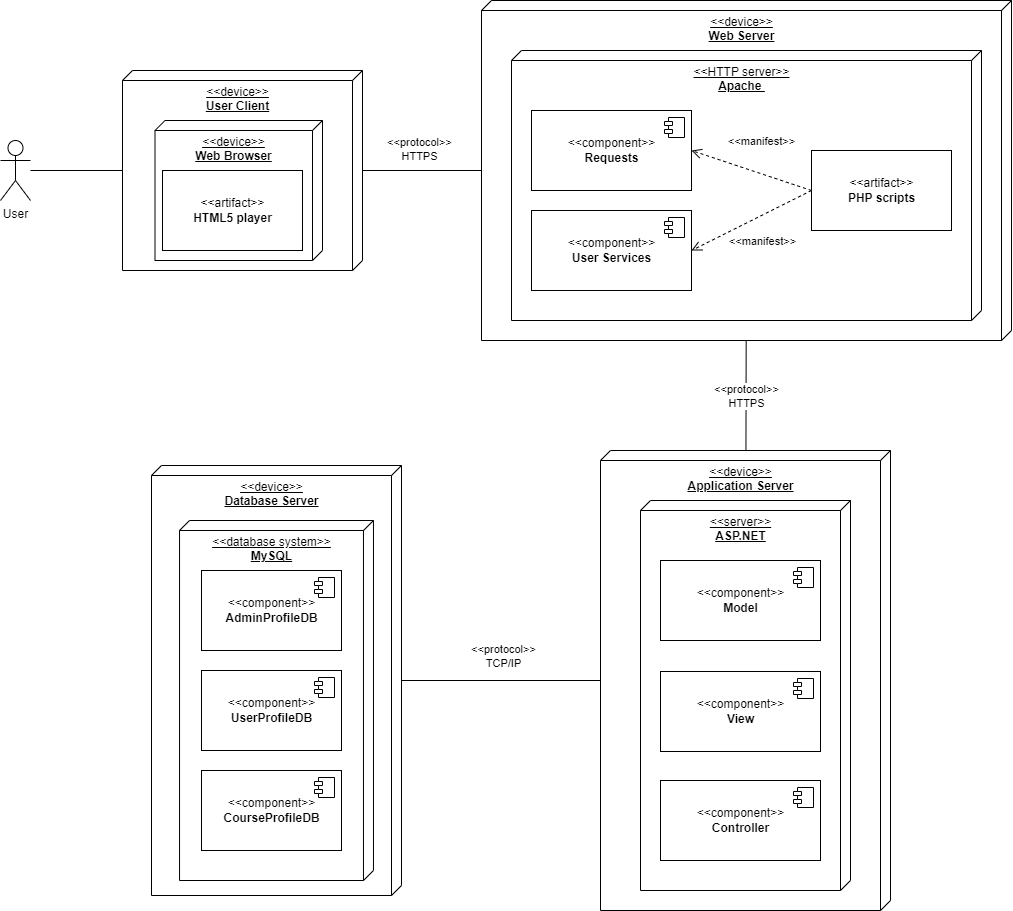 User
<<device>>
User Client
<<device>>
Web Browser
<<artifact>>
HTML5 player
<<protocol>>
HTTPS
<<device>>
Web Server
<<HTTP server>>
Apache
<<component>>
Requests
<<component>>
User Services
<<manifest>>
<<manifest>>
<<artifact>>
PHP scripts
<<protocol>>
HTTPS
<<device>>
Database Server
<<database system>>
MySQL
<<component>>
AdminProfileDB
<<component>>
UserProfileDB
<<component>>
CourseProfileDB
<<protocol>>
TCP/IP
<<device>>
Application Server
<<server>>
ASP.NET
<<component>>
Model
<<component>>
View
<<component>>
Controller